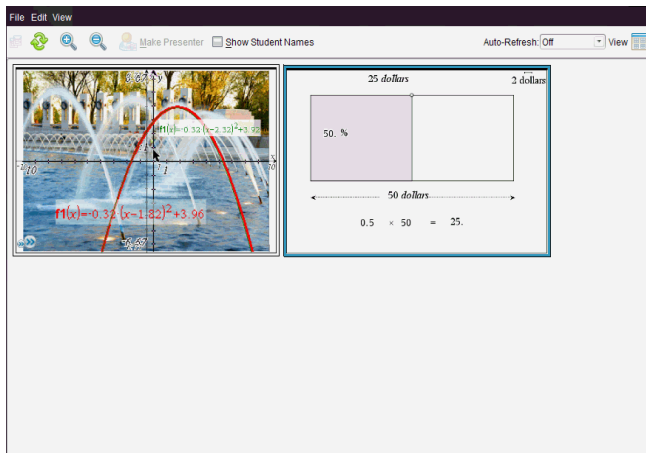 File Edit View
Make Presenter Show Student Names Auto-Refresh: Off View
6.67 y
f1(x)=-0.32·(x-2.32)²+3.92
x
-10 1 10
f1(x)=-0.32·(x-1.82)²+3.96
-6.67
25 dollars 2 dollars
50. %
50 dollars
0.5 × 50 = 25.